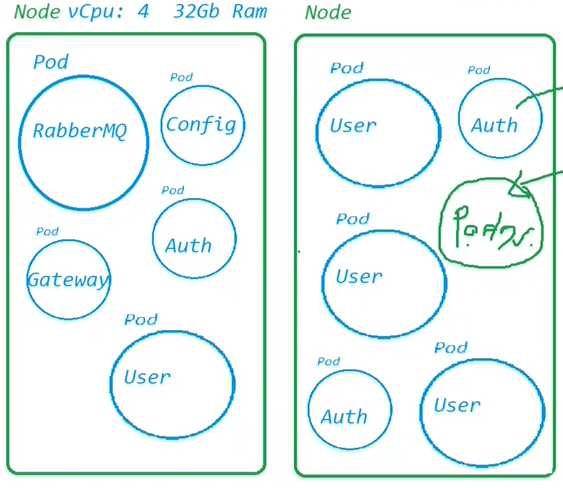 Node vCpu: 4 32Gb Ram
Pod
RabberMQ
Pod
Config
Pod
Auth
Pod
Gateway
Pod
User
Node
Pod
User
Pod
Auth
Pod
User
Pod
Auth
Pod
User